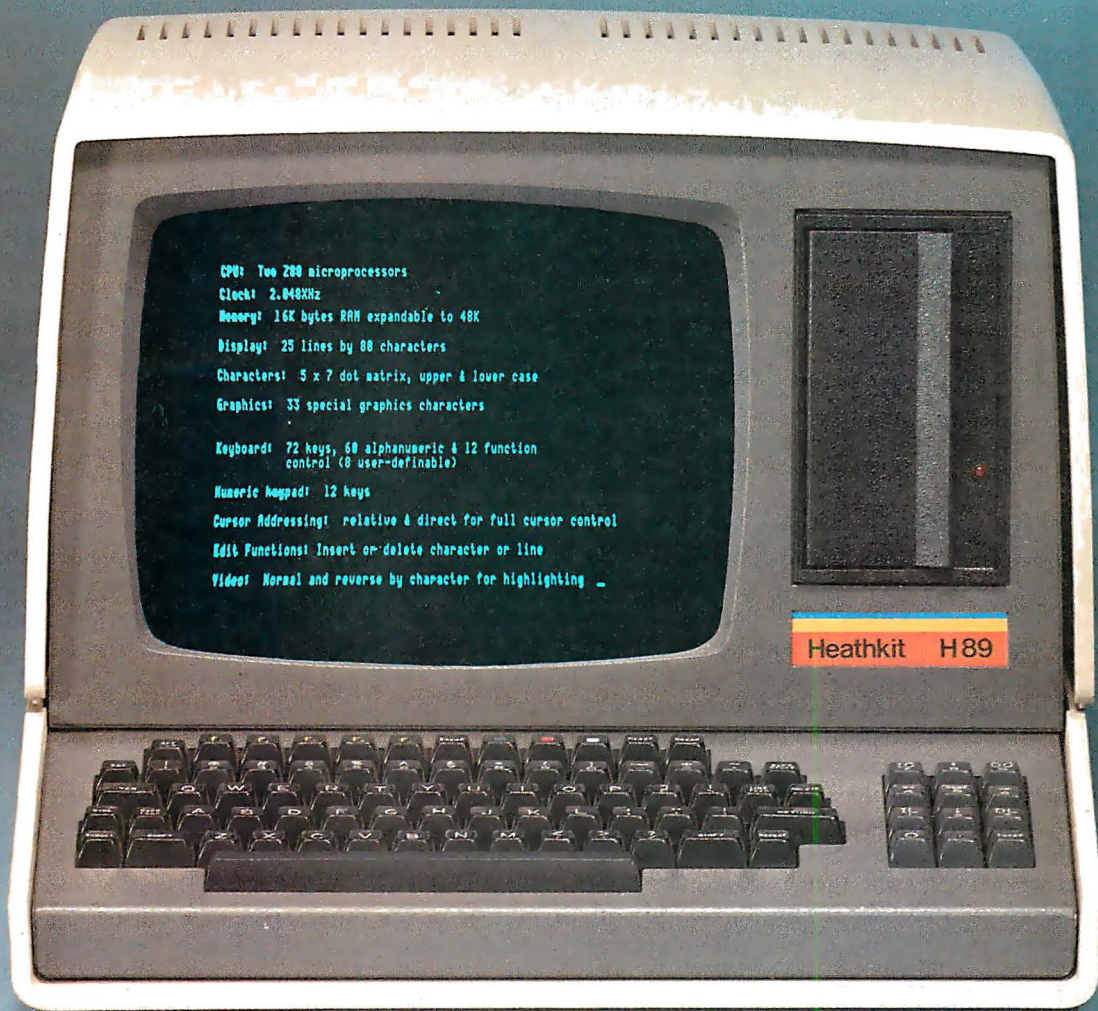 CPU: Two Z80 microprocessors
Clock: 2.048XHz
Memory: 16K bytes RAM expandable to 48K
Display: 25 lines by 80 characters
Characters: 5 x 7 dot matrix, upper & lower case
Graphics: 33 special graphics characters
Keyboard: 72 keys, 60 alphanumeric & 12 function
control (8 user-definable)
Numeric keypad: 12 keys
Cursor Addressing: relative & direct for full cursor control
Edit Functions: Insert or delete character or line
Video: Normal and reverse by character for highlighting _
Heathkit H89